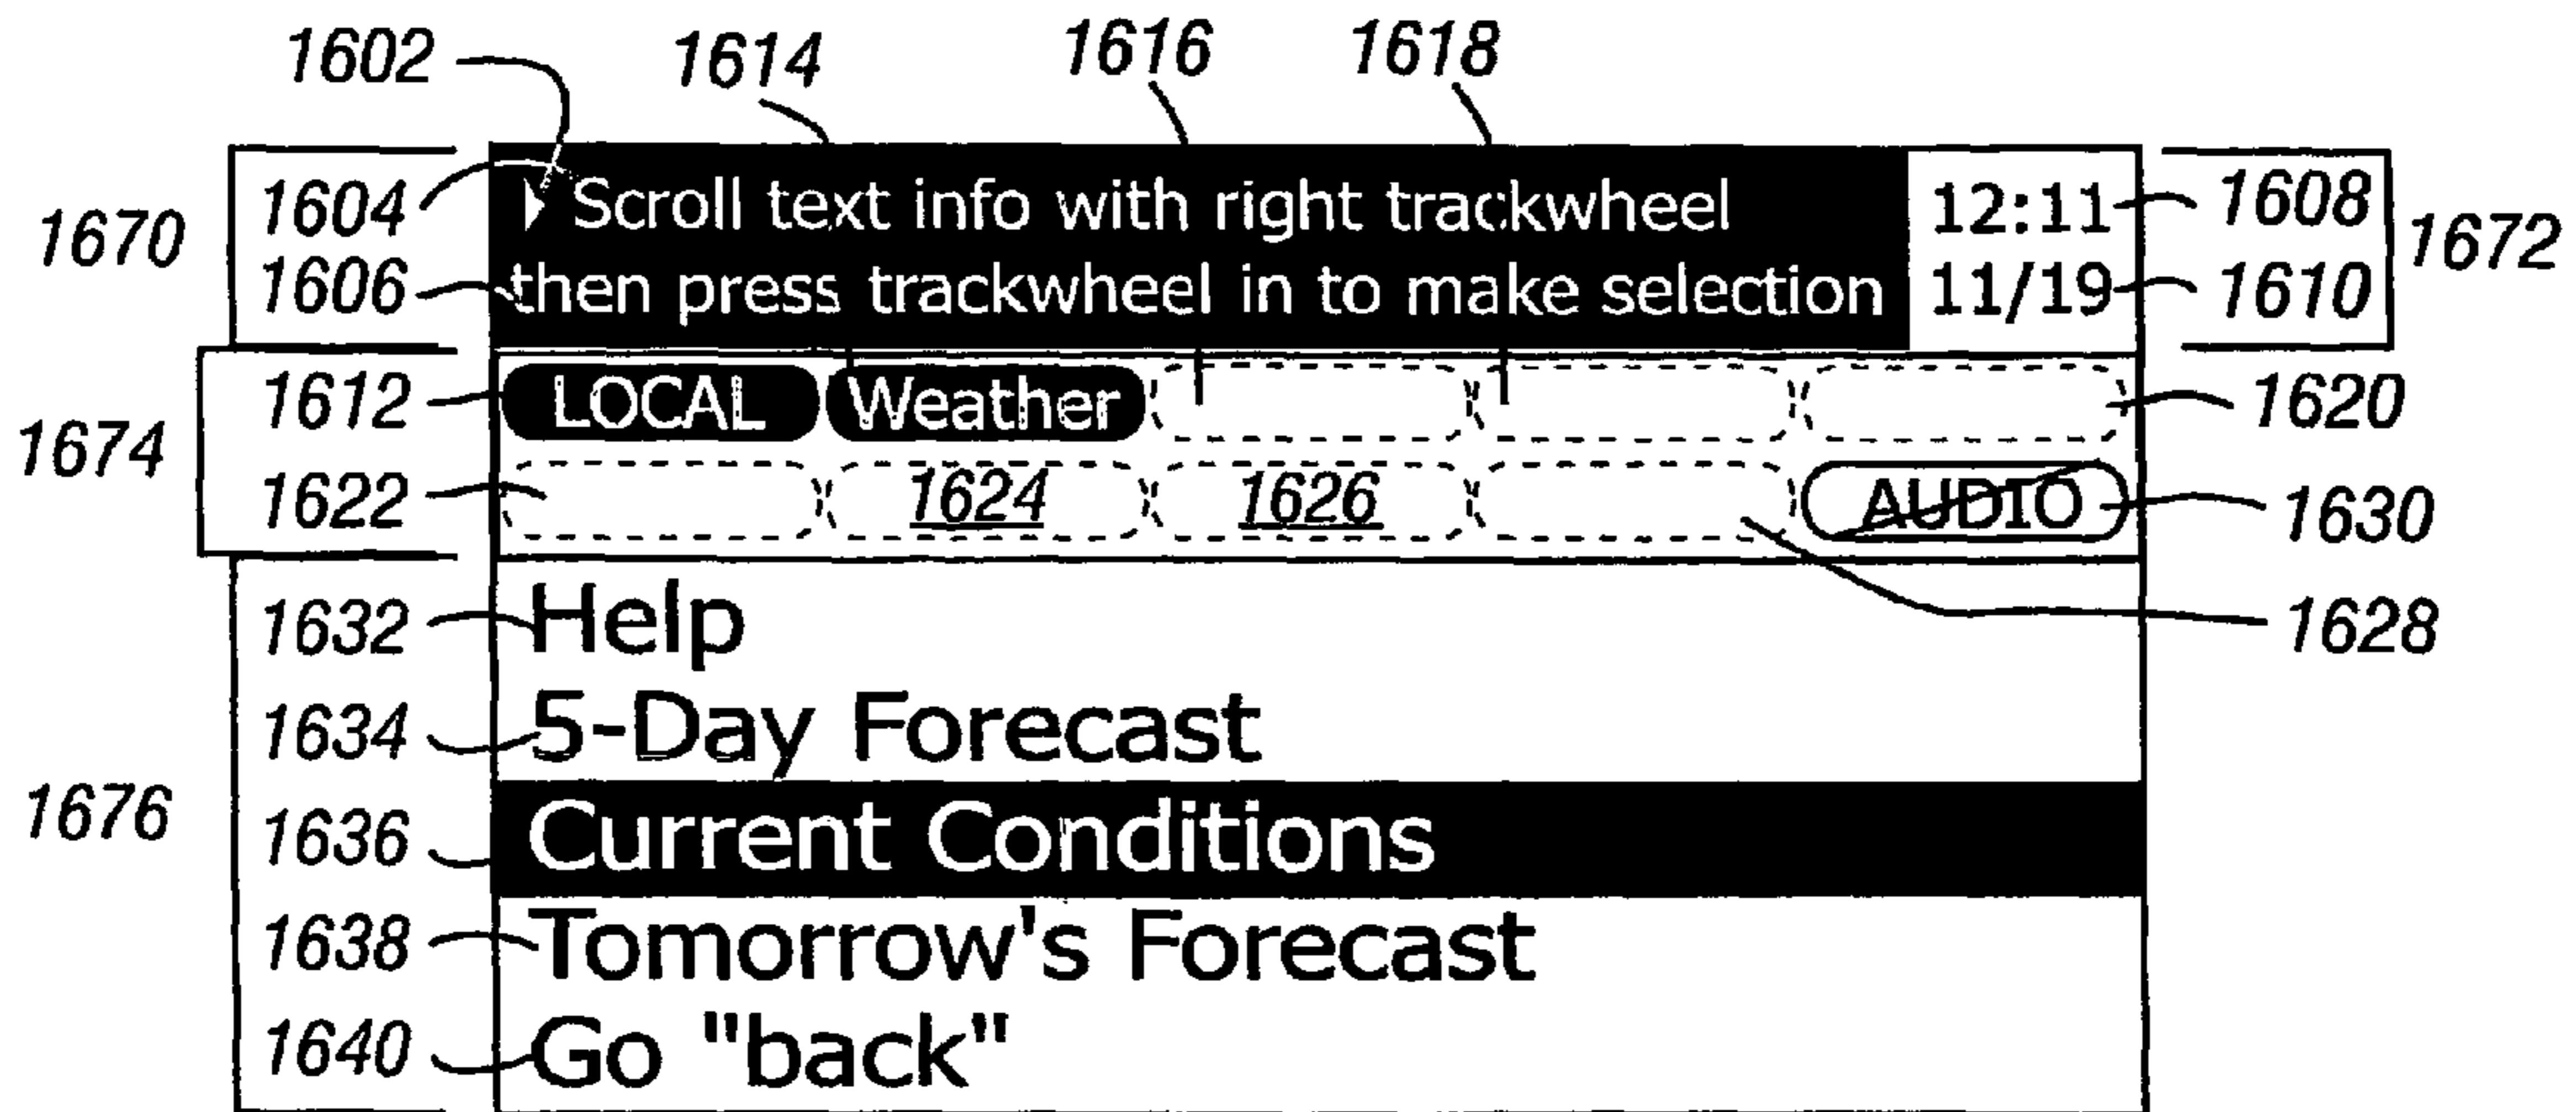 1602 1614 1616 1618
1670 1604 Scroll text info with right trackwheel 12:11 1608 1672
1606 then press trackwheel in to make selection 11/19 1610
1674 1612 LOCAL Weather 1620
1622 1624 1626 AUDIO 1630
1632 Help 1628
1634 5-Day Forecast
1676 1636 Current Conditions
1638 Tomorrow's Forecast
1640 Go "back"